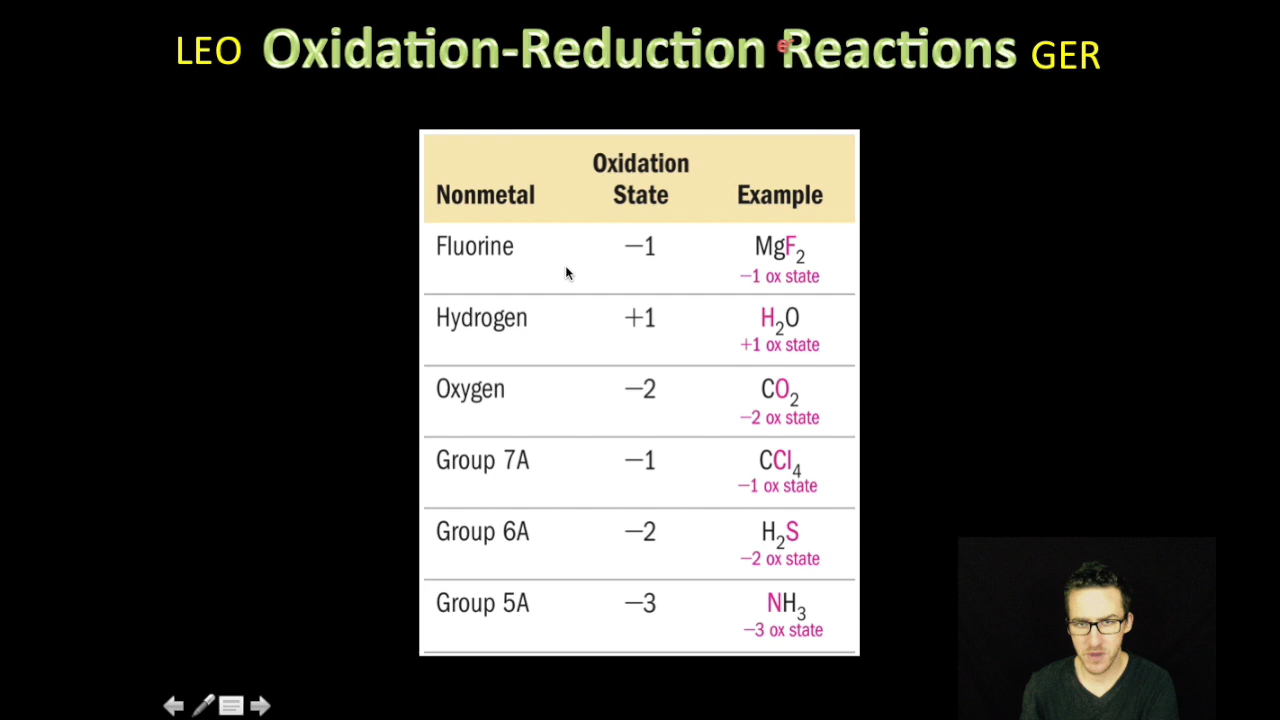 LEO Oxidation-Reduction Reactions GER
Nonmetal Oxidation State Example
Fluorine −1 MgF₂
−1 ox state
Hydrogen +1 H₂O
+1 ox state
Oxygen −2 CO₂
−2 ox state
Group 7A −1 CCl₄
−1 ox state
Group 6A −2 H₂S
−2 ox state
Group 5A −3 NH₃
−3 ox state